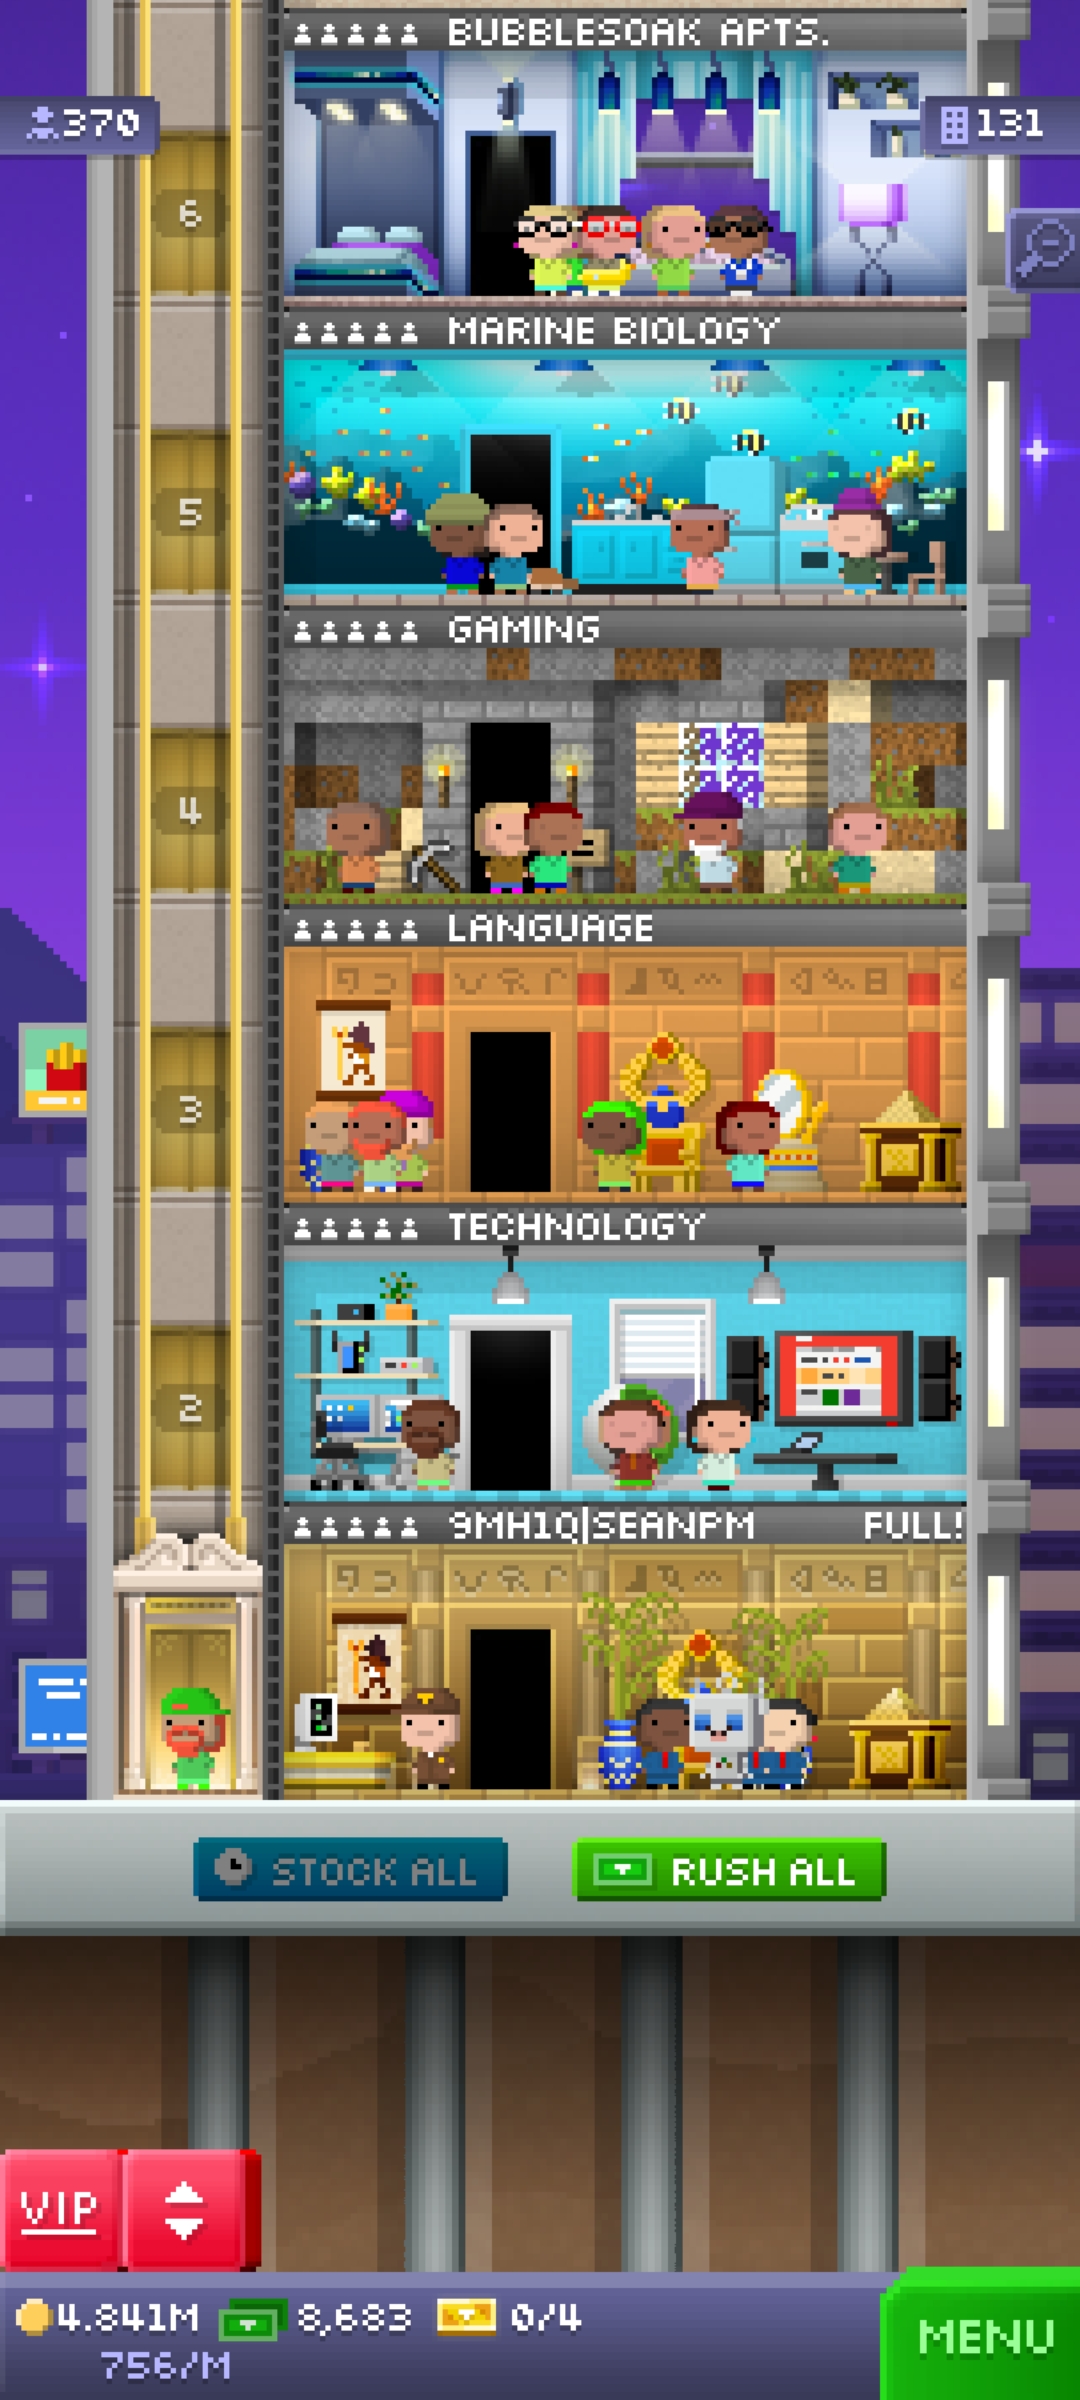 BUBBLESOAK APTS.
370
131
6
MARINE BIOLOGY
5
GAMING
4
LANGUAGE
3
TECHNOLOGY
2
9MH1Q|SEANPM FULL!
STOCK ALL
RUSH ALL
VIP
4.841M 8,683 0/4
756/M
MENU